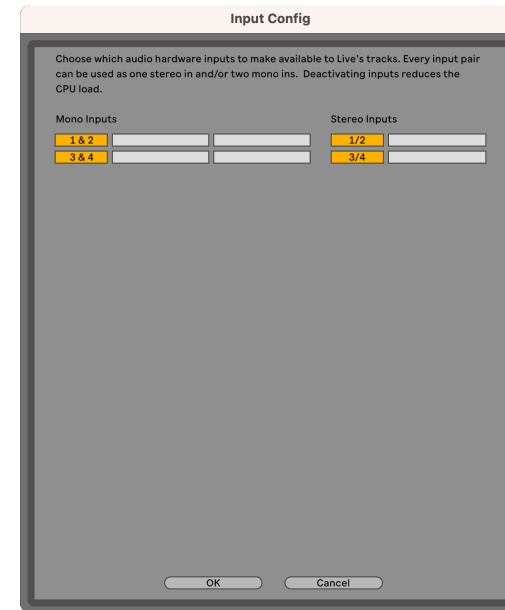 Input Config
Choose which audio hardware inputs to make available to Live's tracks. Every input pair
can be used as one stereo in and/or two mono ins.  Deactivating inputs reduces the
CPU load.
Mono Inputs
Stereo Inputs
1 & 2
1/2
3 & 4
3/4
OK
Cancel